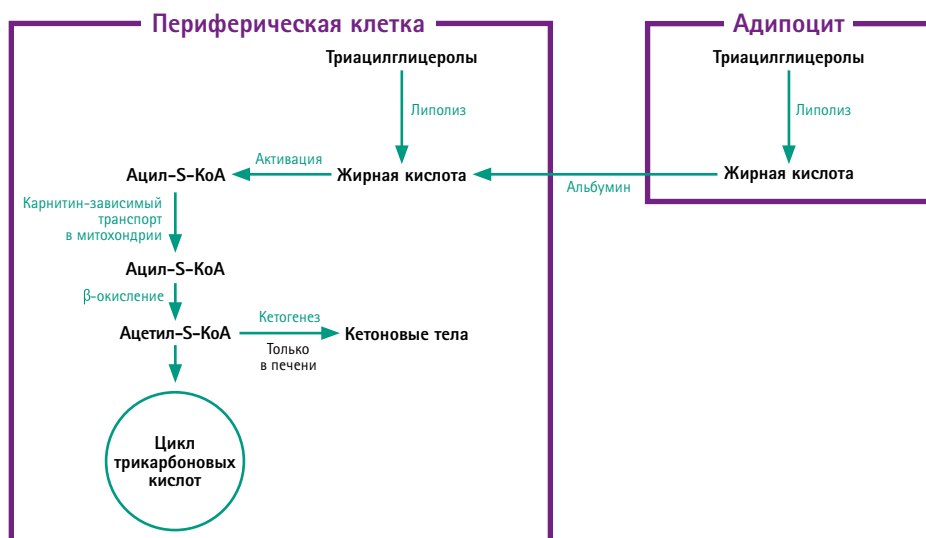 Периферическая клетка
Адипоцит
Триацилглицеролы
Триацилглицеролы
Липолиз
Липолиз
Активация
Ацил-S-КоА
Жирная кислота
Альбумин
Жирная кислота
Карнитин-зависимый
транспорт
в митохондрии
Ацил-S-КоА
β-окисление
Ацетил-S-КоА
Кетогенез
Только
в печени
Кетоновые тела
Цикл
трикарбоновых
кислот